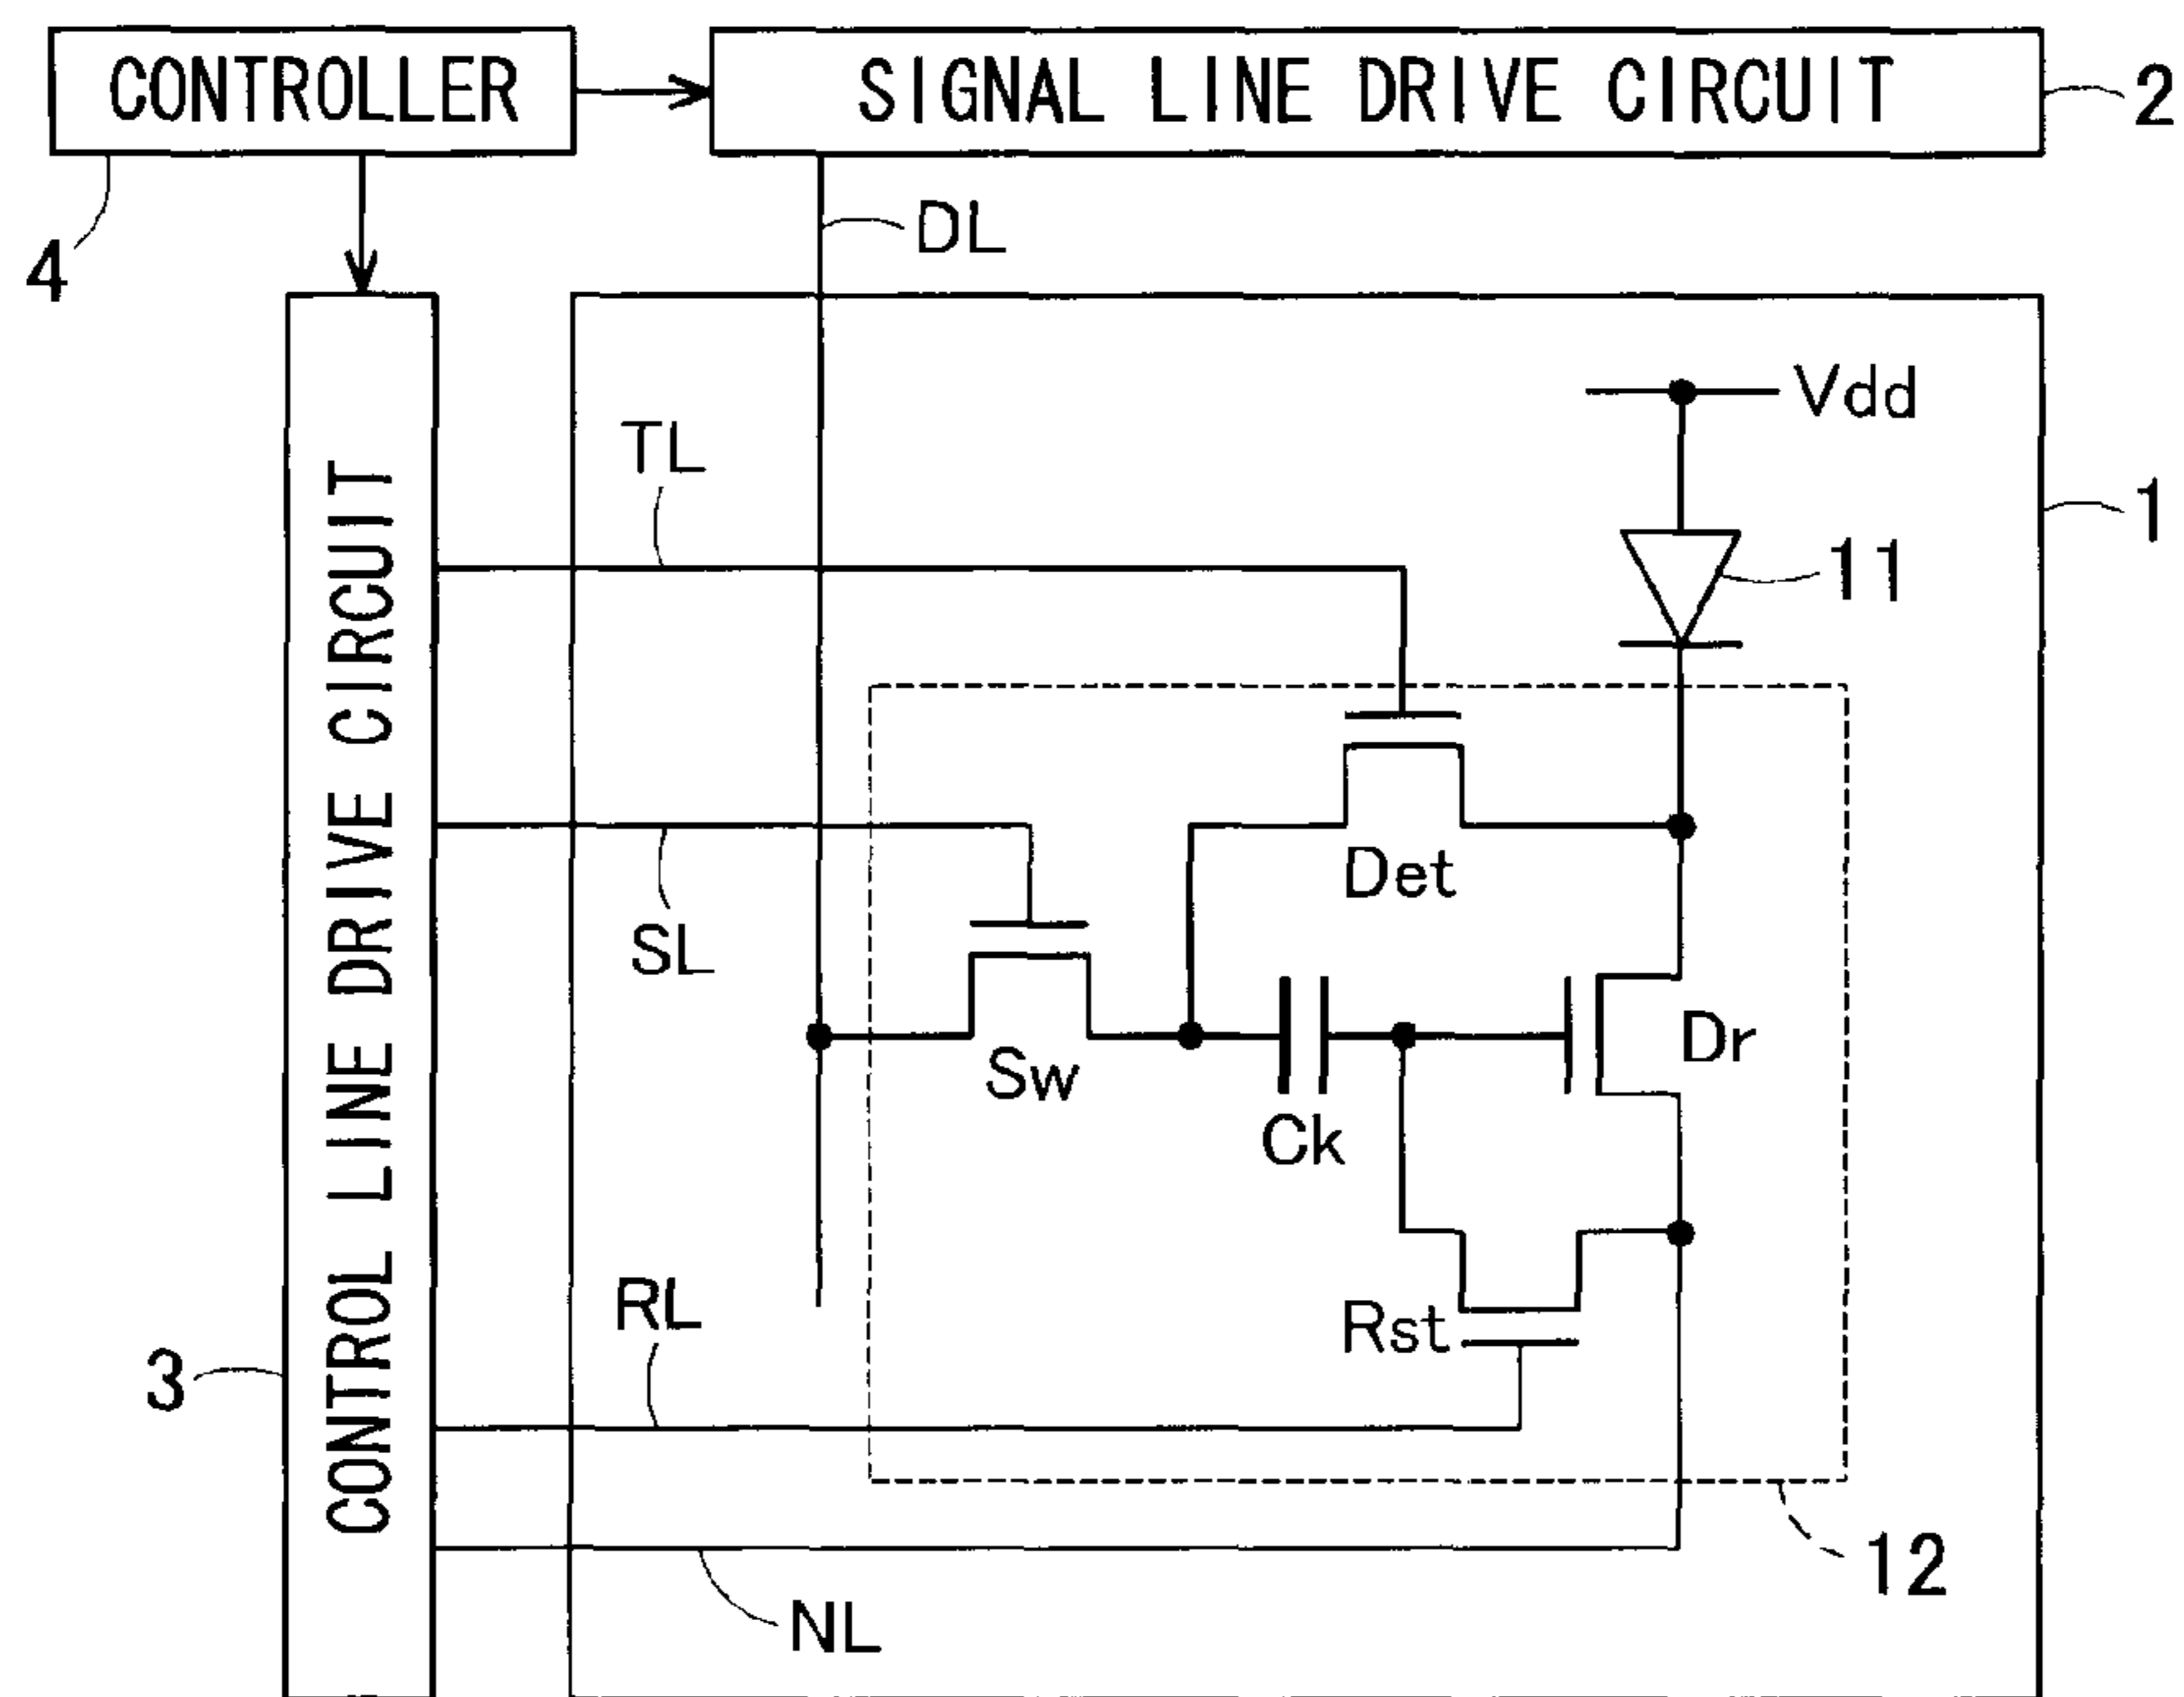 CONTROLLER
SIGNAL LINE DRIVE CIRCUIT
2
4
DL
Vdd
TL
1
11
CONTROL LINE DRIVE CIRCUIT
Det
SL
Dr
Sw
Ck
RL
Rst
3
12
NL